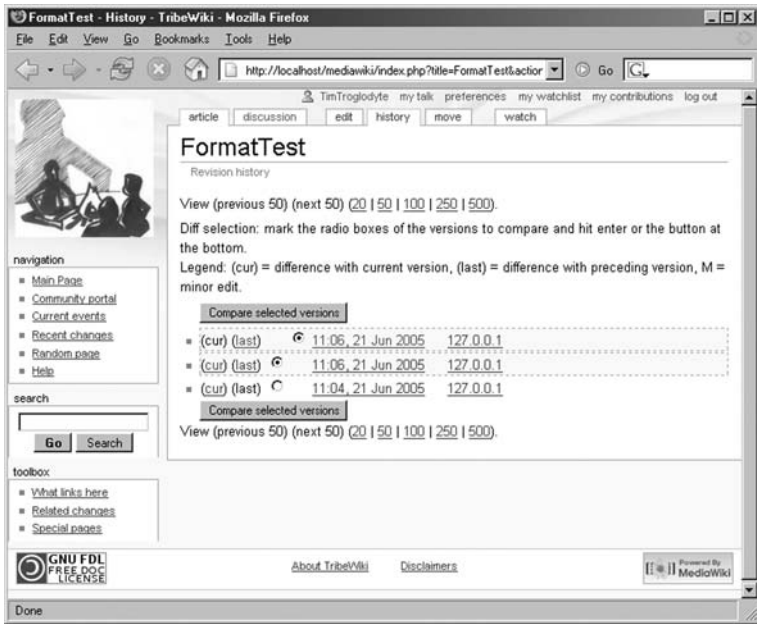 FormatTest - History - TribeWiki - Mozilla Firefox
File Edit View Go Bookmarks Tools Help
http://localhost/mediawiki/index.php?title=FormatTest&action Go G
TimTroglodyte my talk preferences my watchlist my contributions log out
article discussion edit history move watch
FormatTest
Revision history
View (previous 50) (next 50) (20 | 50 | 100 | 250 | 500).
Diff selection: mark the radio boxes of the versions to compare and hit enter or the button at
the bottom.
Legend: (cur) = difference with current version, (last) = difference with preceding version, M =
minor edit.
Compare selected versions
(cur) (last) 11:06, 21 Jun 2005 127.0.0.1
(cur) (last) 11:06, 21 Jun 2005 127.0.0.1
(cur) (last) 11:04, 21 Jun 2005 127.0.0.1
Compare selected versions
View (previous 50) (next 50) (20 | 50 | 100 | 250 | 500).
navigation
Main Page
Community portal
Current events
Recent changes
Random page
Help
search
Go Search
toolbox
What links here
Related changes
Special pages
GNU FDL
FREE DOC
LICENSE
About TribeWiki Disclaimers
Powered By
MediaWiki
Done